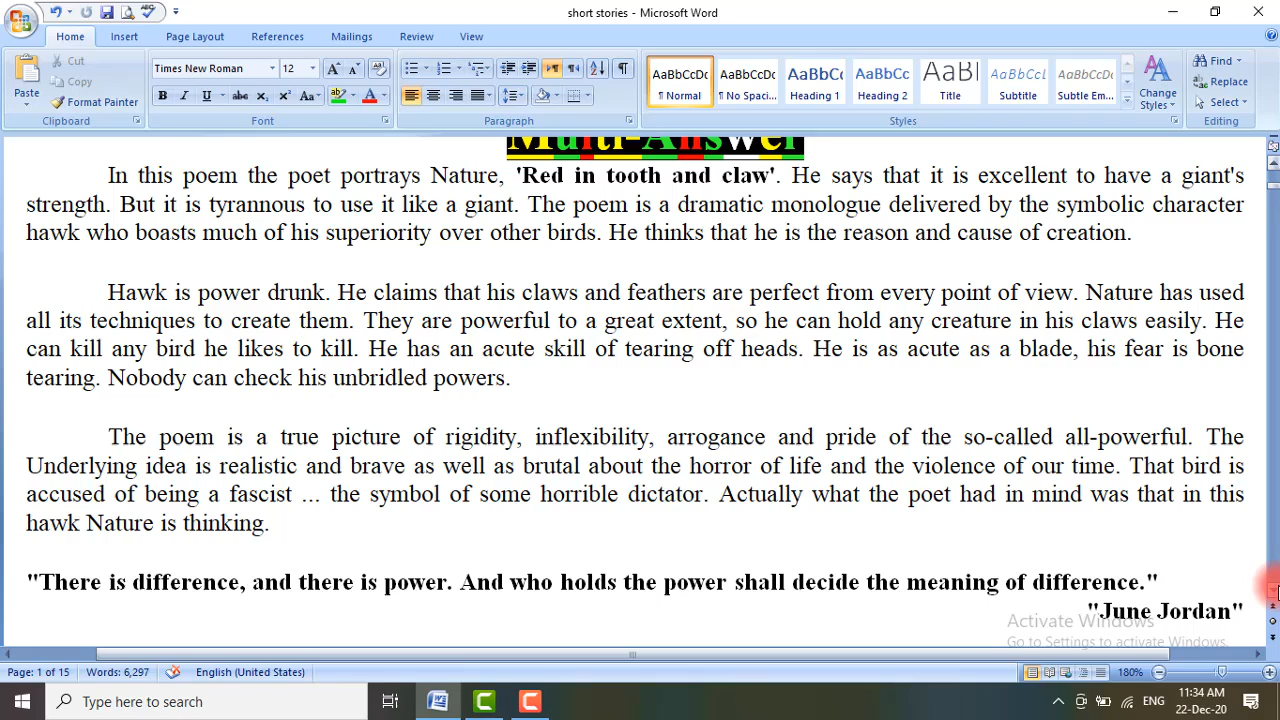 short stories - Microsoft Word
Home Insert Page Layout References Mailings Review View
Paste
Cut
Copy
Format Painter
Clipboard
Times New Roman 12
Font
Paragraph
AaBbCcDc AaBbCcDc AaBbCc AaBbCc AaBl AaBbCcL AaBbCcDc
¶ Normal ¶ No Spaci... Heading 1 Heading 2 Title Subtitle Subtle Em...
Change Styles
Styles
Find
Replace
Select
Editing
Multi-Answer
In this poem the poet portrays Nature, 'Red in tooth and claw'. He says that it is excellent to have a giant's
strength. But it is tyrannous to use it like a giant. The poem is a dramatic monologue delivered by the symbolic character
hawk who boasts much of his superiority over other birds. He thinks that he is the reason and cause of creation.
Hawk is power drunk. He claims that his claws and feathers are perfect from every point of view. Nature has used
all its techniques to create them. They are powerful to a great extent, so he can hold any creature in his claws easily. He
can kill any bird he likes to kill. He has an acute skill of tearing off heads. He is as acute as a blade, his fear is bone
tearing. Nobody can check his unbridled powers.
The poem is a true picture of rigidity, inflexibility, arrogance and pride of the so-called all-powerful. The
Underlying idea is realistic and brave as well as brutal about the horror of life and the violence of our time. That bird is
accused of being a fascist ... the symbol of some horrible dictator. Actually what the poet had in mind was that in this
hawk Nature is thinking.
"There is difference, and there is power. And who holds the power shall decide the meaning of difference."
"June Jordan"
Activate Windows
Go to Settings to activate Windows.
Page: 1 of 15 Words: 6,297 English (United States) 180%
Type here to search
ENG
11:34 AM
22-Dec-20